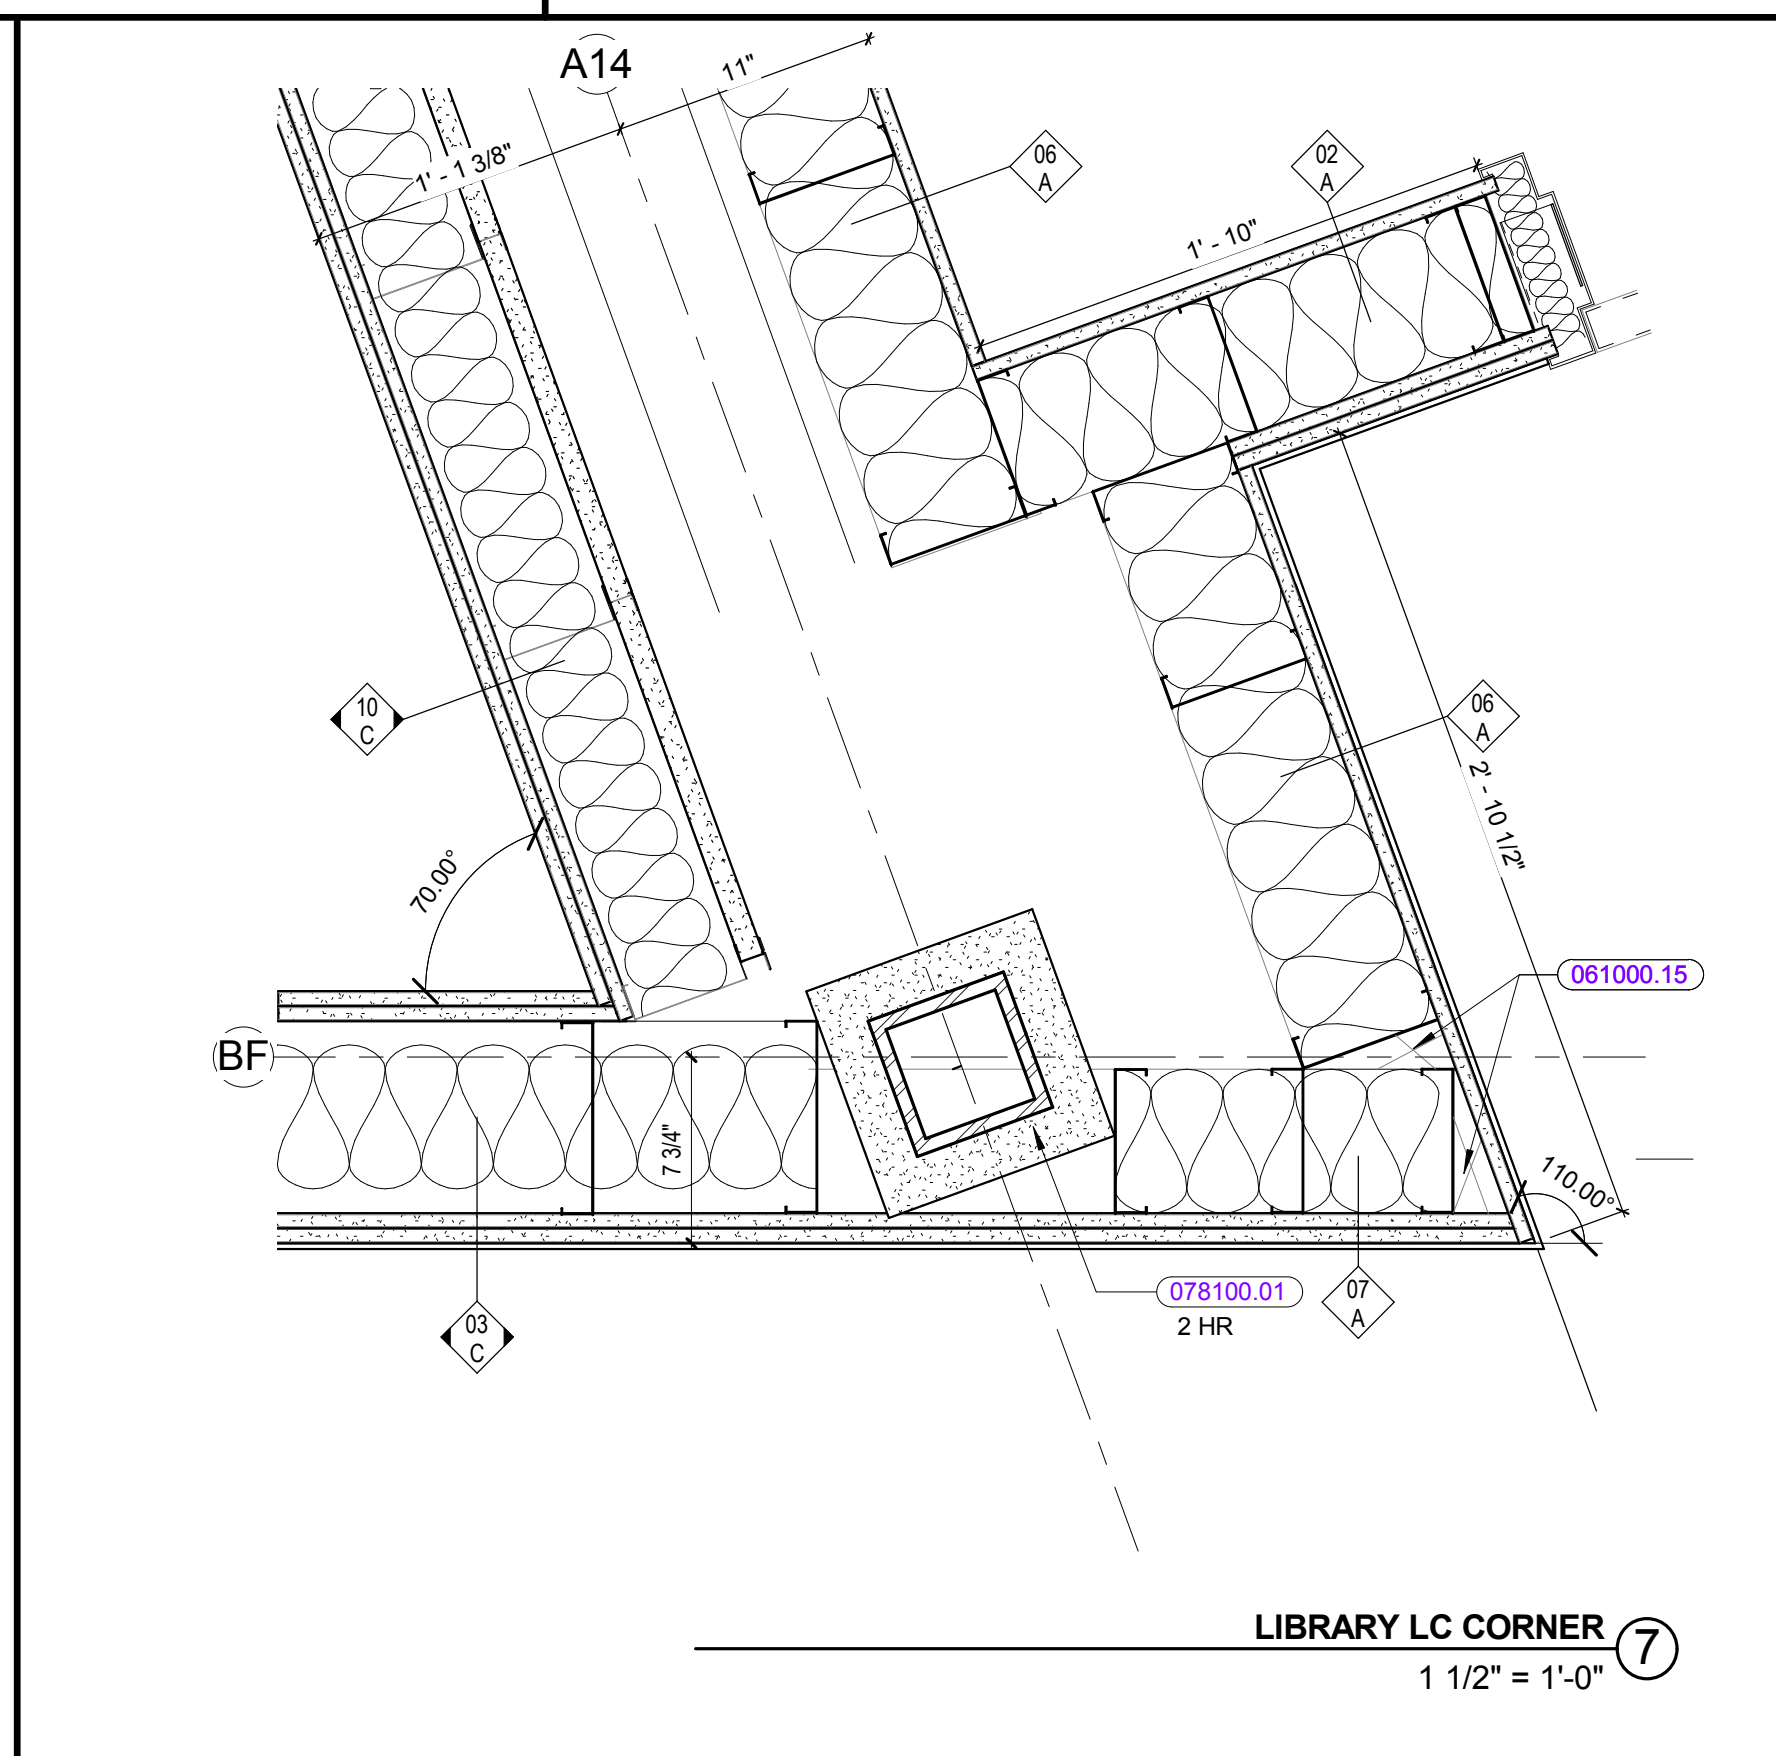 A14
11"
1' - 1 3/8"
06
A
02
A
1' - 10"
10
C
06
A
2' - 10 1/2"
70.00°
061000.15
BF
7 3/4"
110.00°
078100.01
2 HR
07
A
03
C
LIBRARY LC CORNER
7
1 1/2" = 1'-0"